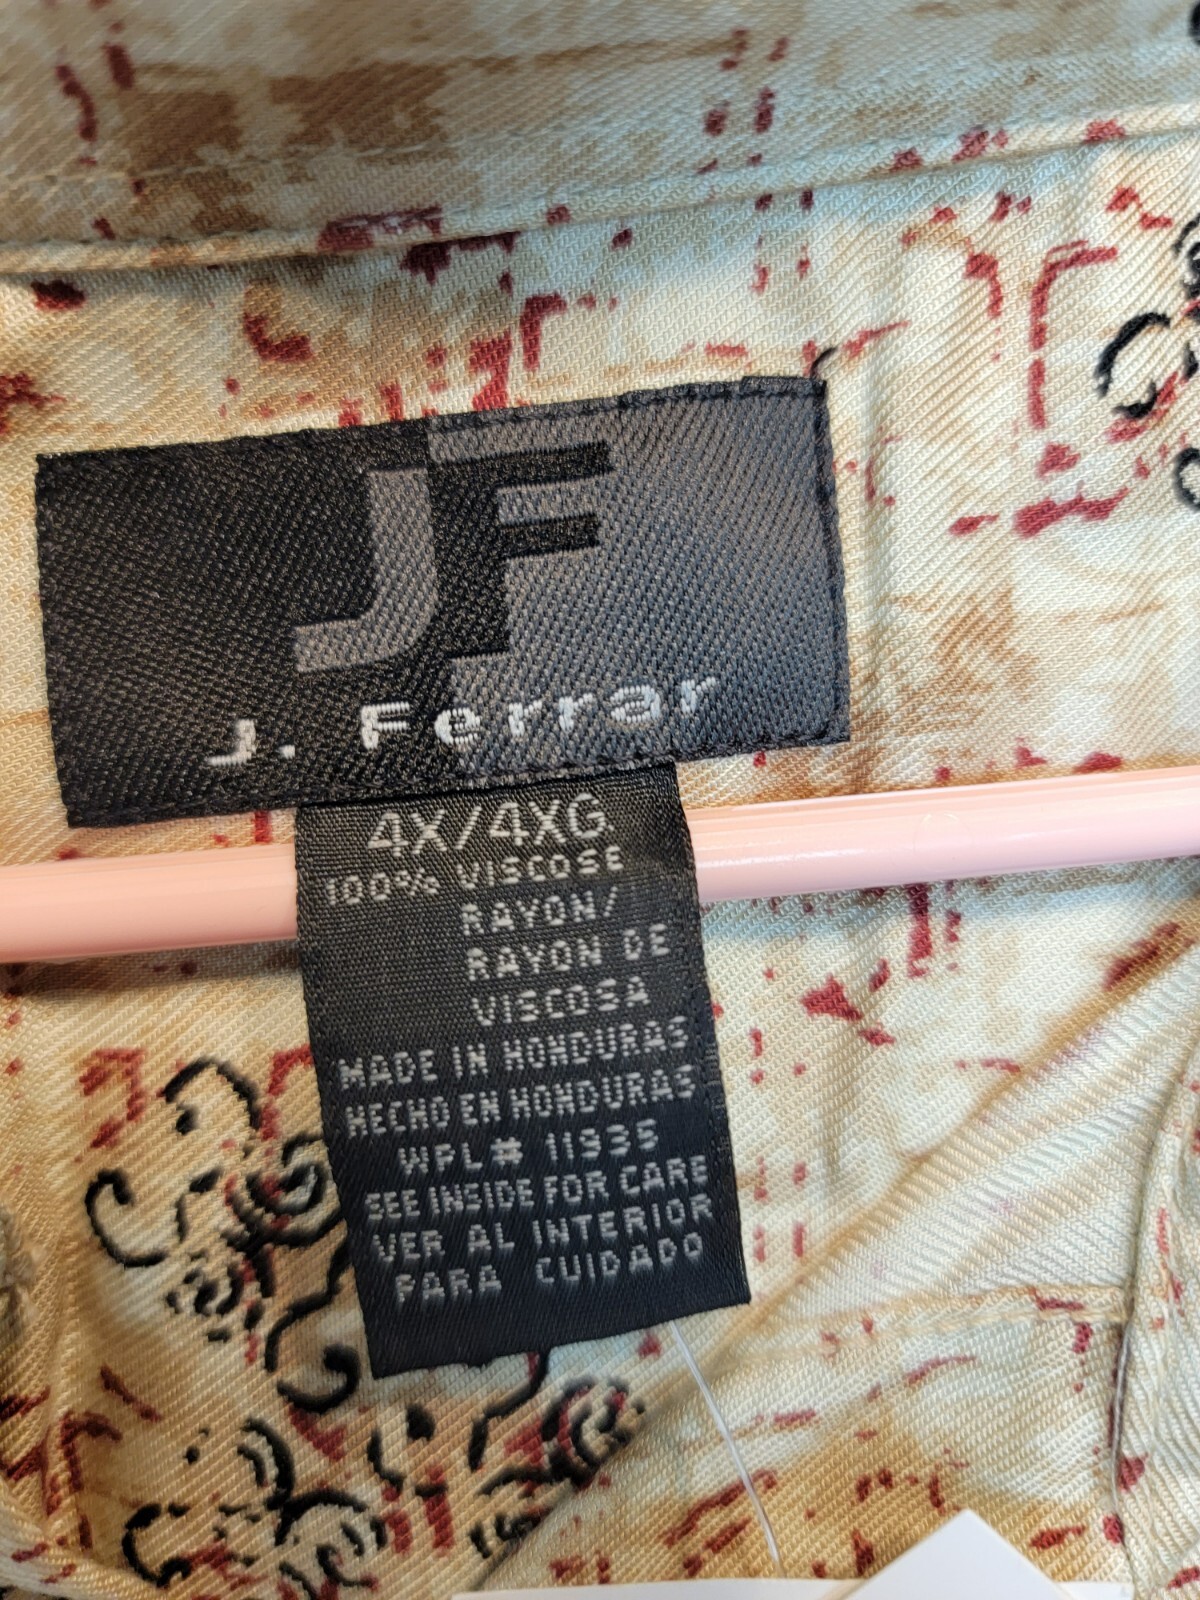 JF
J. Ferrar
4X/4XG
100% VISCOSE
RAYON/
RAYON DE
VISCOSA
MADE IN HONDURAS
HECHO EN HONDURAS
WPL# 11935
SEE INSIDE FOR CARE
VER AL INTERIOR
PARA CUIDADO